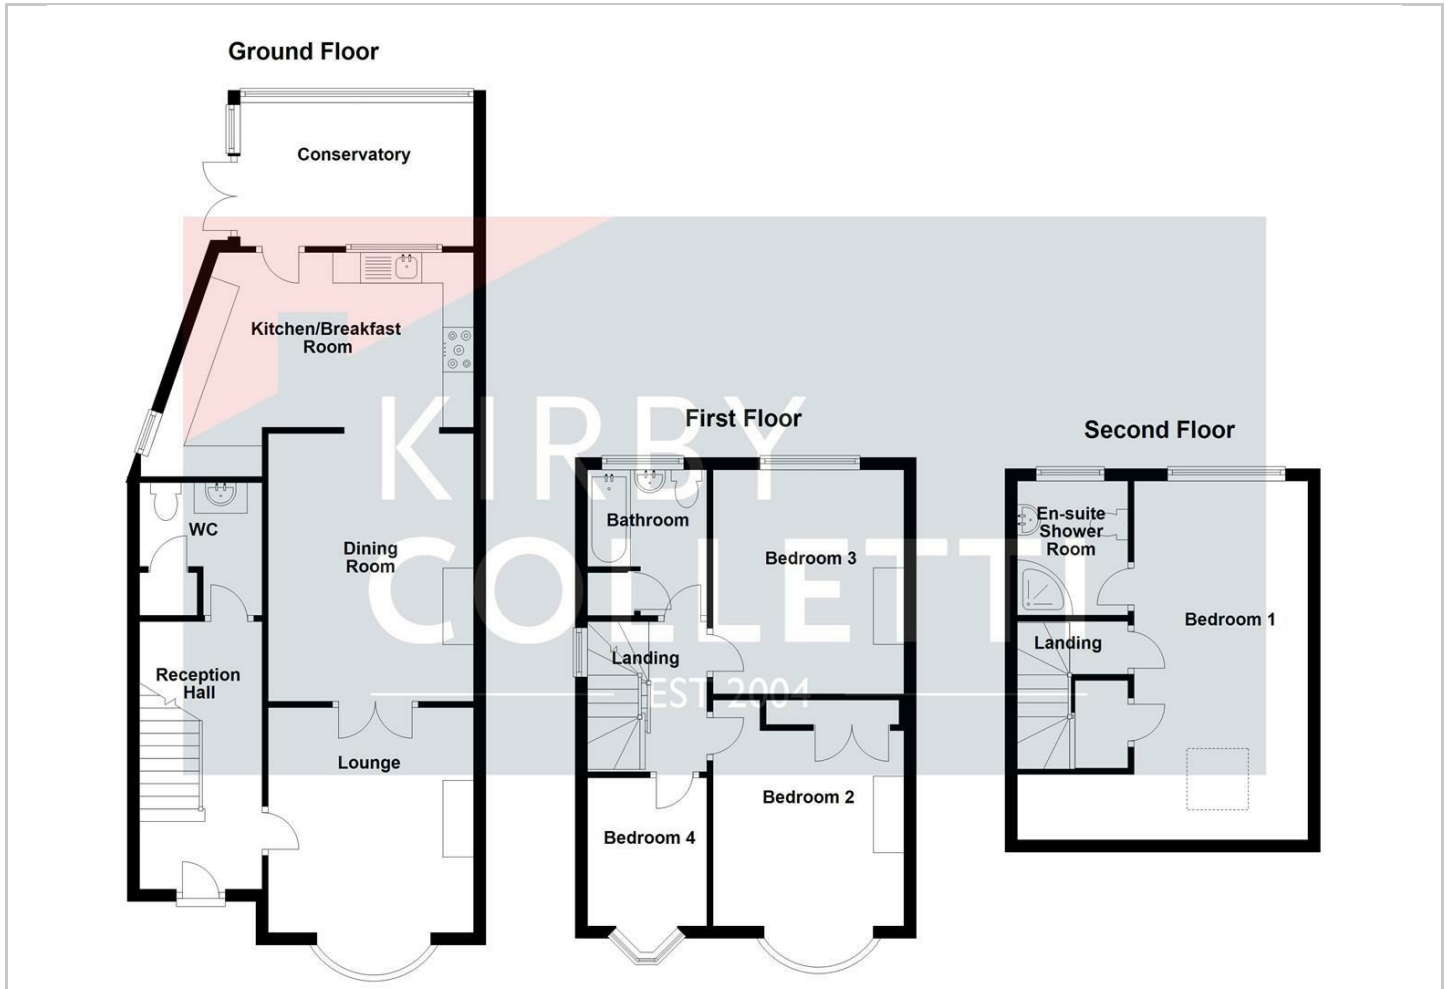 Ground Floor
Conservatory
Kitchen/Breakfast
Room
WC
Dining
Room
Reception
Hall
Lounge
First Floor
Bathroom
Bedroom 3
Landing
Bedroom 2
Bedroom 4
Second Floor
En-suite
Shower
Room
Bedroom 1
Landing
KIRBY
COLLETTI
EST 2004